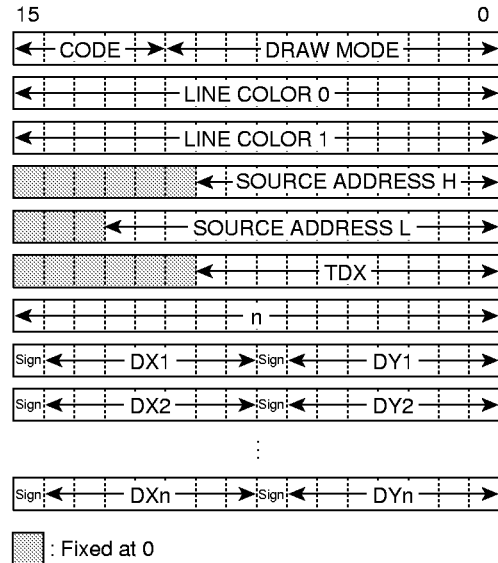 15 0
CODE DRAW MODE
LINE COLOR 0
LINE COLOR 1
SOURCE ADDRESS H
SOURCE ADDRESS L
TDX
n
Sign DX1 Sign DY1
Sign DX2 Sign DY2
⋮
Sign DXn Sign DYn
: Fixed at 0